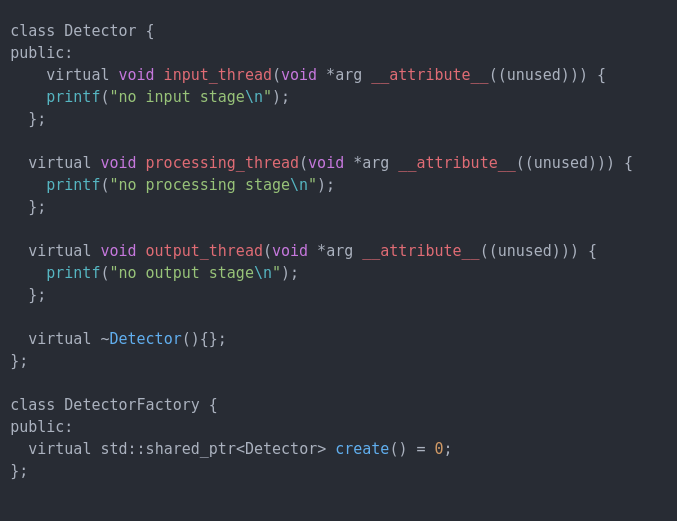 class Detector {
public:
    virtual void input_thread(void *arg __attribute__((unused))) {
    printf("no input stage\n");
  };

  virtual void processing_thread(void *arg __attribute__((unused))) {
    printf("no processing stage\n");
  };

  virtual void output_thread(void *arg __attribute__((unused))) {
    printf("no output stage\n");
  };

  virtual ~Detector(){};
};

class DetectorFactory {
public:
  virtual std::shared_ptr<Detector> create() = 0;
};